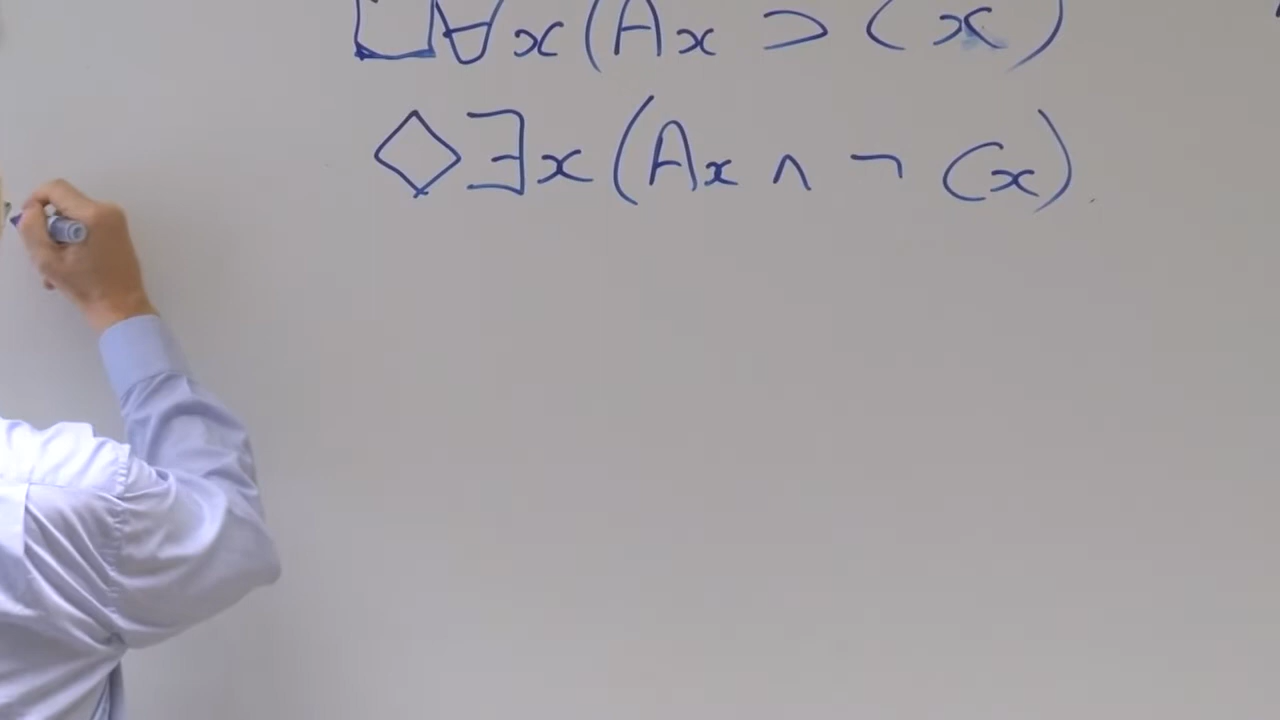 □∀x(Ax ⊃ Cx)
◇∃x(Ax ∧ ¬ Cx)